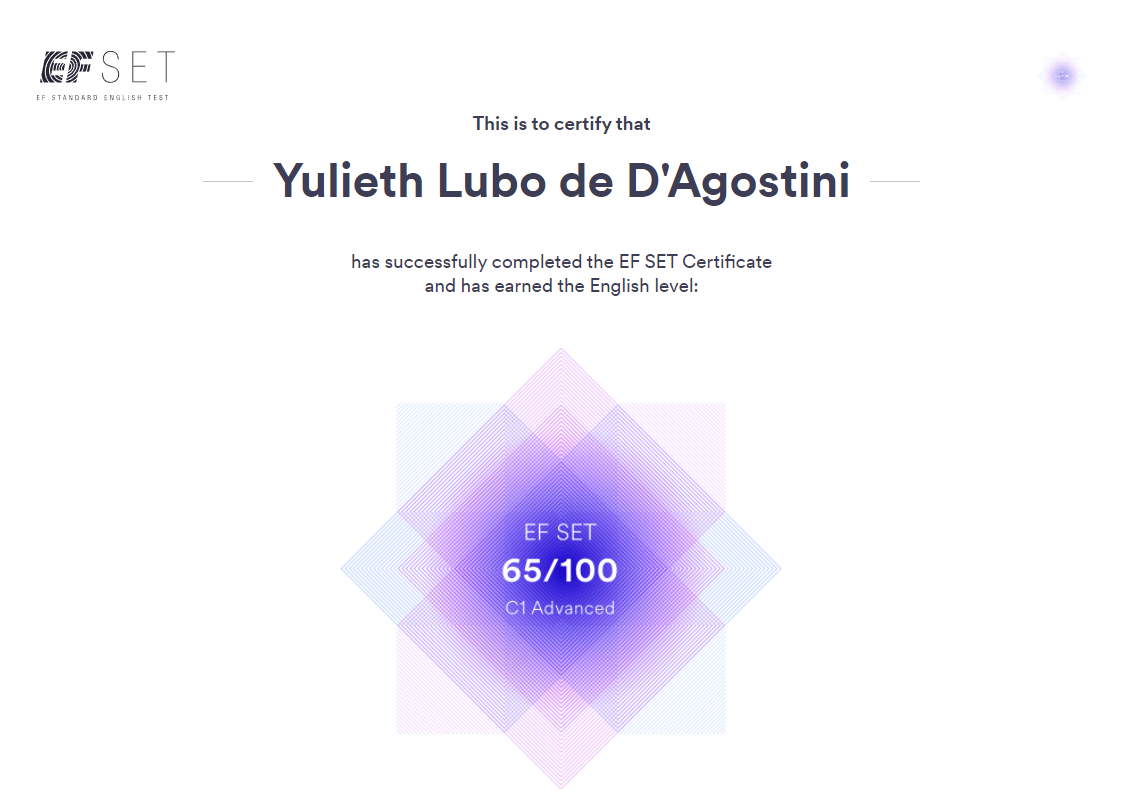 EF SET
EF STANDARD ENGLISH TEST
This is to certify that
Yulieth Lubo de D'Agostini
has successfully completed the EF SET Certificate
and has earned the English level:
EF SET
65/100
C1 Advanced